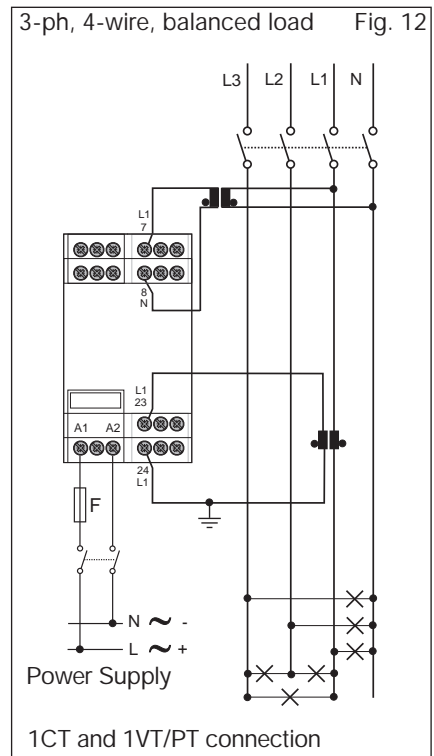 3-ph, 4-wire, balanced load Fig. 12
L3 L2 L1 N
L1
7
8
N
L1
23
A1 A2
24
L1
F
N ~ -
L ~ +
Power Supply
1CT and 1VT/PT connection